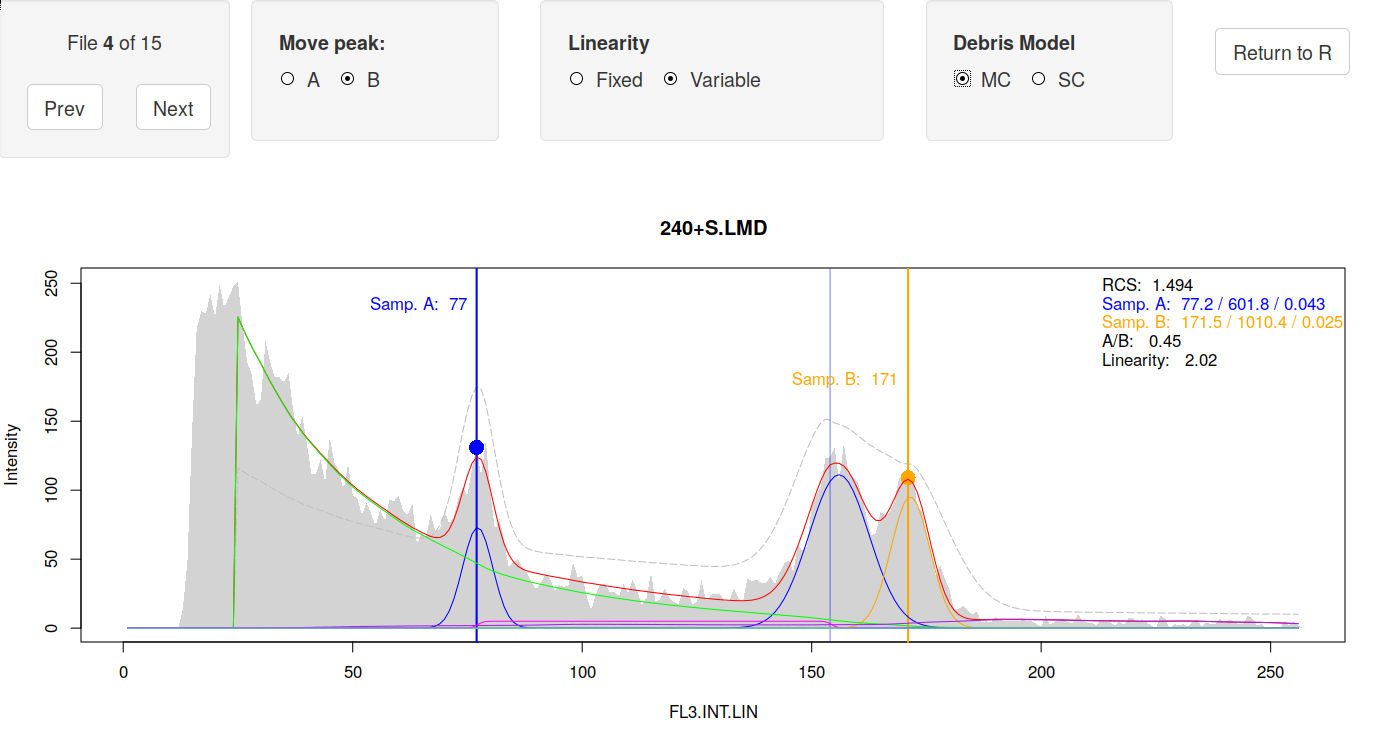 File 4 of 15
Prev Next
Move peak:
A B
Linearity
Fixed Variable
Debris Model
MC SC
Return to R
240+S.LMD
Intensity
250
200
150
100
50
0
Samp. A: 77
Samp. B: 171
RCS: 1.494
Samp. A: 77.2 / 601.8 / 0.043
Samp. B: 171.5 / 1010.4 / 0.025
A/B: 0.45
Linearity: 2.02
0 50 100 150 200 250
FL3.INT.LIN